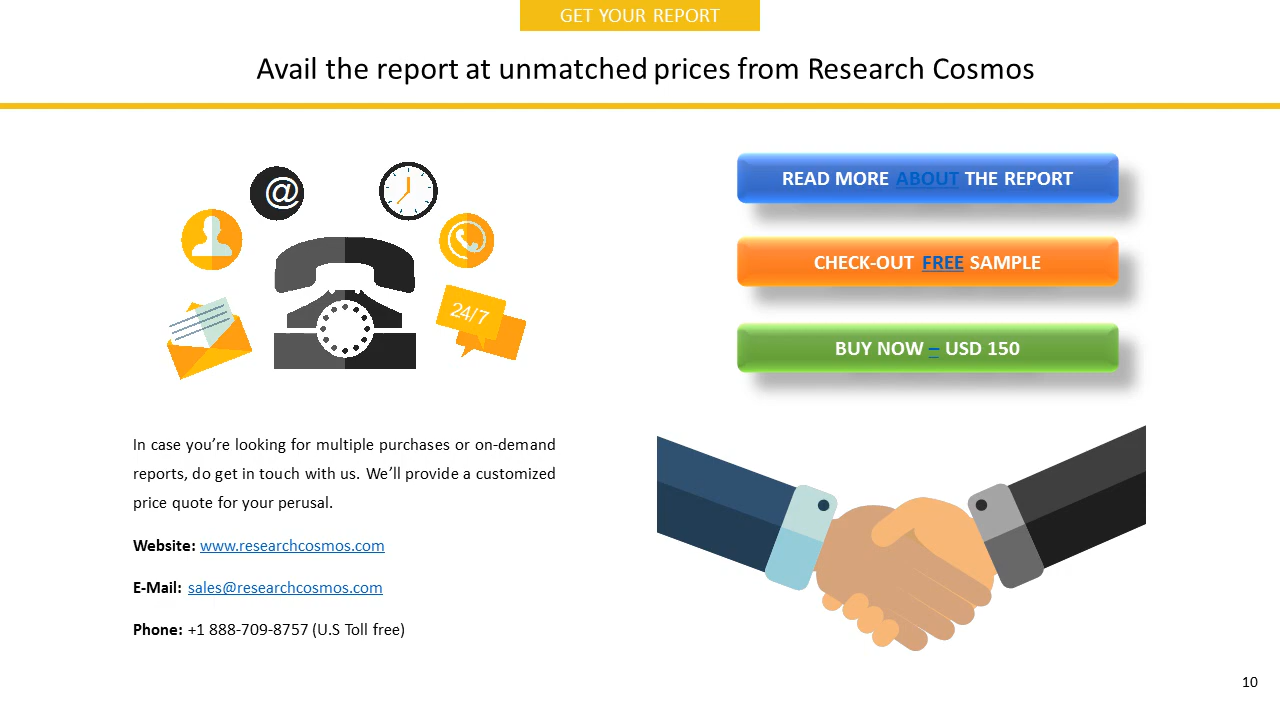 GET YOUR REPORT
Avail the report at unmatched prices from Research Cosmos
@
24/7
READ MORE ABOUT THE REPORT
CHECK-OUT FREE SAMPLE
BUY NOW – USD 150
In case you’re looking for multiple purchases or on-demand
reports, do get in touch with us. We’ll provide a customized
price quote for your perusal.
Website: www.researchcosmos.com
E-Mail: sales@researchcosmos.com
Phone: +1 888-709-8757 (U.S Toll free)
10